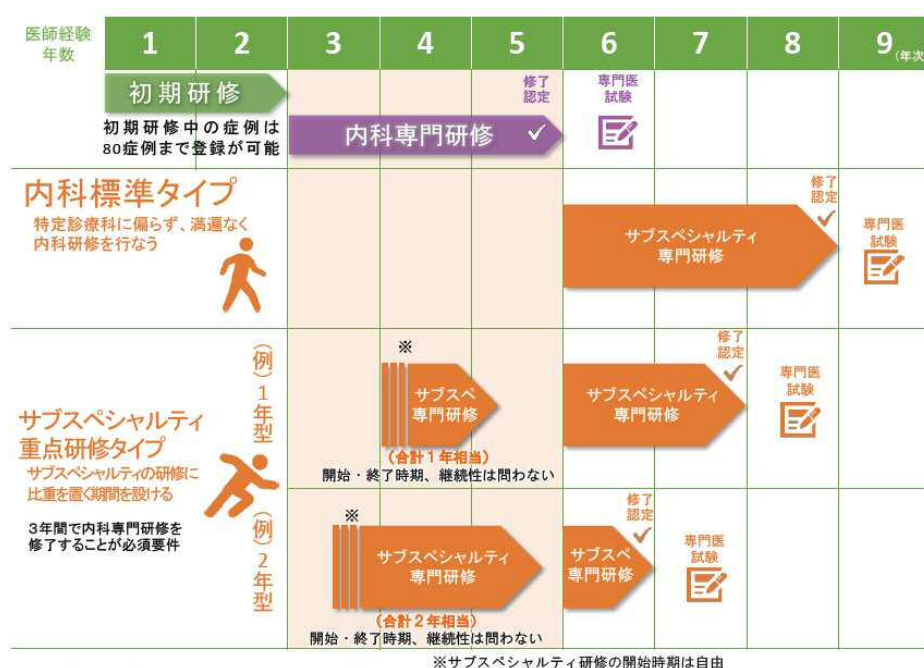 医師経験
年数
1 2 3 4 5 6 7 8 9(年次
初期研修
初期研修中の症例は
80症例まで登録が可能
内科専門研修
修了
認定
専門医
試験
内科標準タイプ
特定診療科に偏らず、満遍なく
内科研修を行なう
サブスペシャルティ
専門研修
修了
認定
専門医
試験
サブスペシャルティ
重点研修タイプ
サブスペシャルティの研修に
比重を置く期間を設ける
3年間で内科専門研修を
修了することが必須要件
(例)1年型
※
サブスペ
専門研修
(合計1年相当)
開始・終了時期、継続性は問わない
サブスペシャルティ
専門研修
修了
認定
専門医
試験
(例)2年型
※
サブスペシャルティ
専門研修
(合計2年相当)
開始・終了時期、継続性は問わない
サブスペ
専門研修
修了
認定
専門医
試験
※サブスペシャルティ研修の開始時期は自由